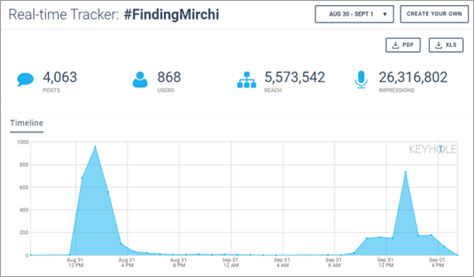 Real-time Tracker: #FindingMirchi
AUG 30 - SEPT 1
CREATE YOUR OWN
PDF
XLS
4,063
POSTS
868
USERS
5,573,542
REACH
26,316,802
IMPRESSIONS
Timeline
KEYHOLE
1000
800
600
400
200
0
Aug 31
12 PM
Aug 31
4 PM
Aug 31
8 PM
Sep 01
12 AM
Sep 01
4 AM
Sep 01
8 AM
Sep 01
12 PM
Sep 01
4 PM